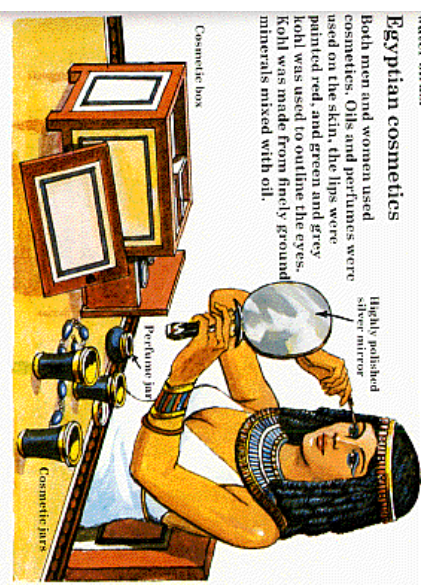 Egyptian cosmetics
Both men and women used
cosmetics. Oils and perfumes were
used on the skin, the lips were
painted red, and green and grey
kohl was used to outline the eyes.
Kohl was made from finely ground
minerals mixed with oil.
Highly polished
silver mirror
Cosmetic box
Perfume jar
Cosmetic jars